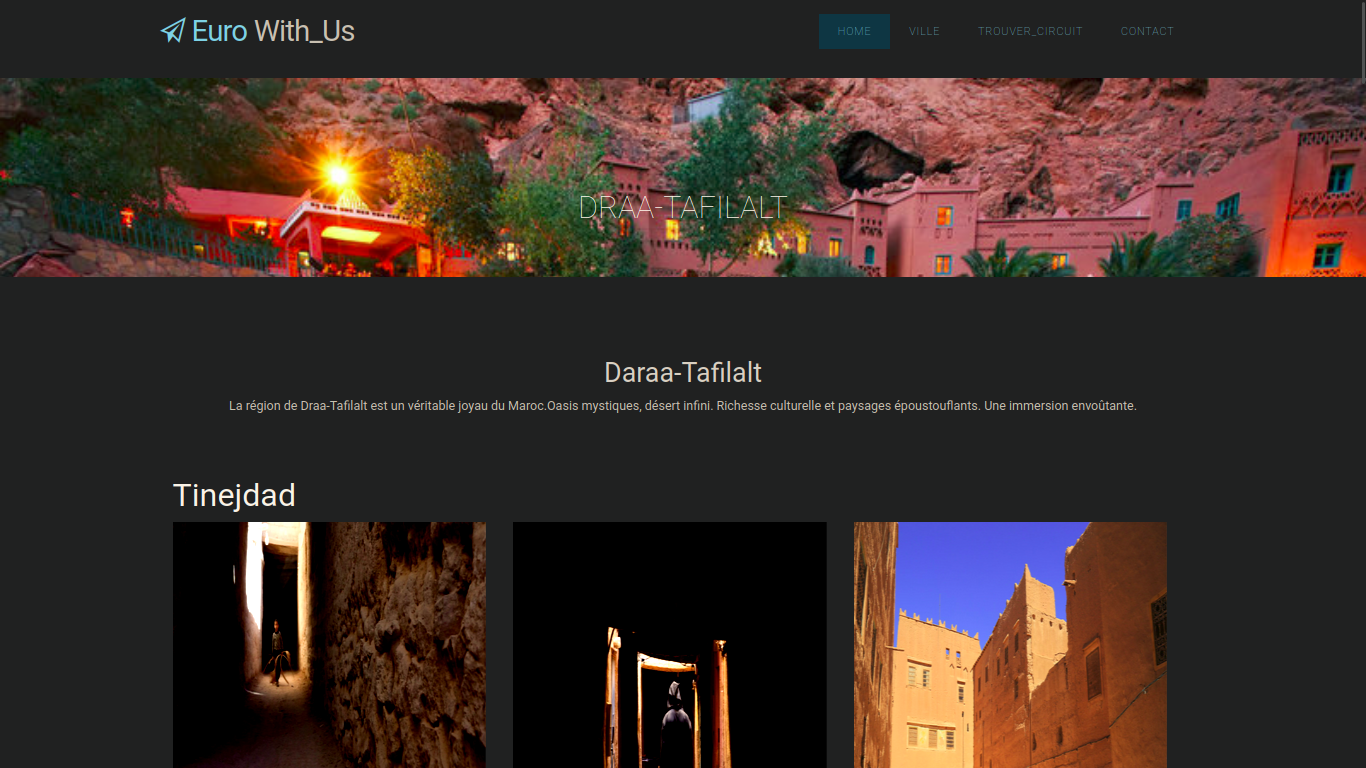 Euro With_Us
HOME VILLE TROUVER_CIRCUIT CONTACT
DRAA-TAFILALT
Daraa-Tafilalt
La région de Draa-Tafilalt est un véritable joyau du Maroc.Oasis mystiques, désert infini. Richesse culturelle et paysages époustouflants. Une immersion envoûtante.
Tinejdad